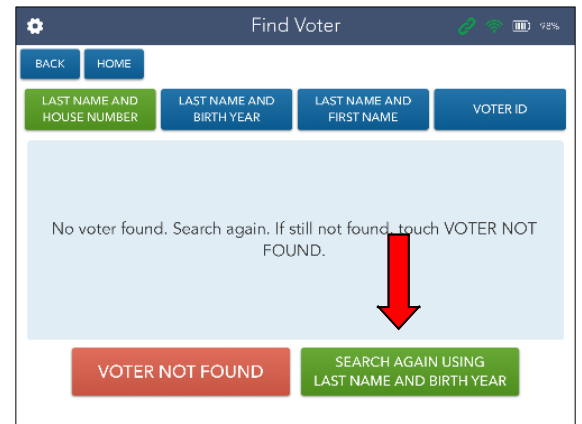 Find Voter
98%
BACK
HOME
LAST NAME AND
HOUSE NUMBER
LAST NAME AND
BIRTH YEAR
LAST NAME AND
FIRST NAME
VOTER ID
No voter found. Search again. If still not found, touch VOTER NOT
FOUND.
VOTER NOT FOUND
SEARCH AGAIN USING
LAST NAME AND BIRTH YEAR